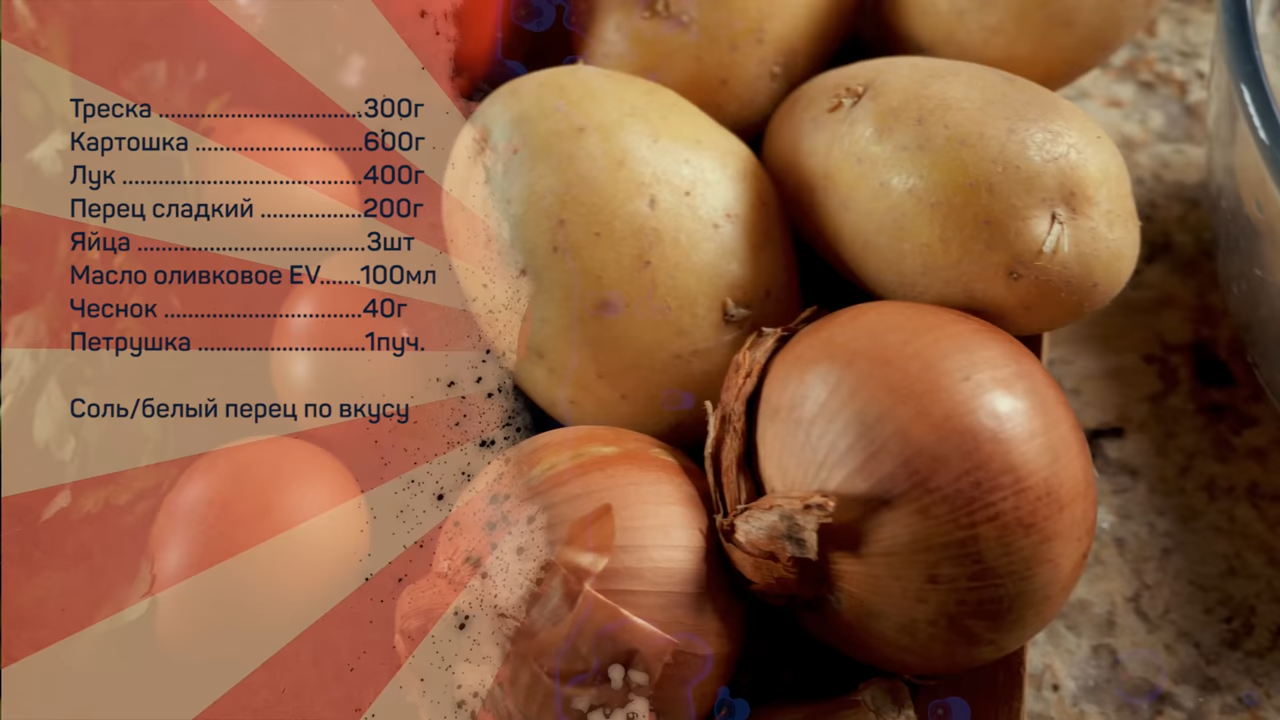 Треска ..............................300г
Картошка .........................600г
Лук ....................................400г
Перец сладкий ...............200г
Яйца ..................................3шт
Масло оливковое EV......100мл
Чеснок ..............................40г
Петрушка .........................1пуч.
Соль/белый перец по вкусу